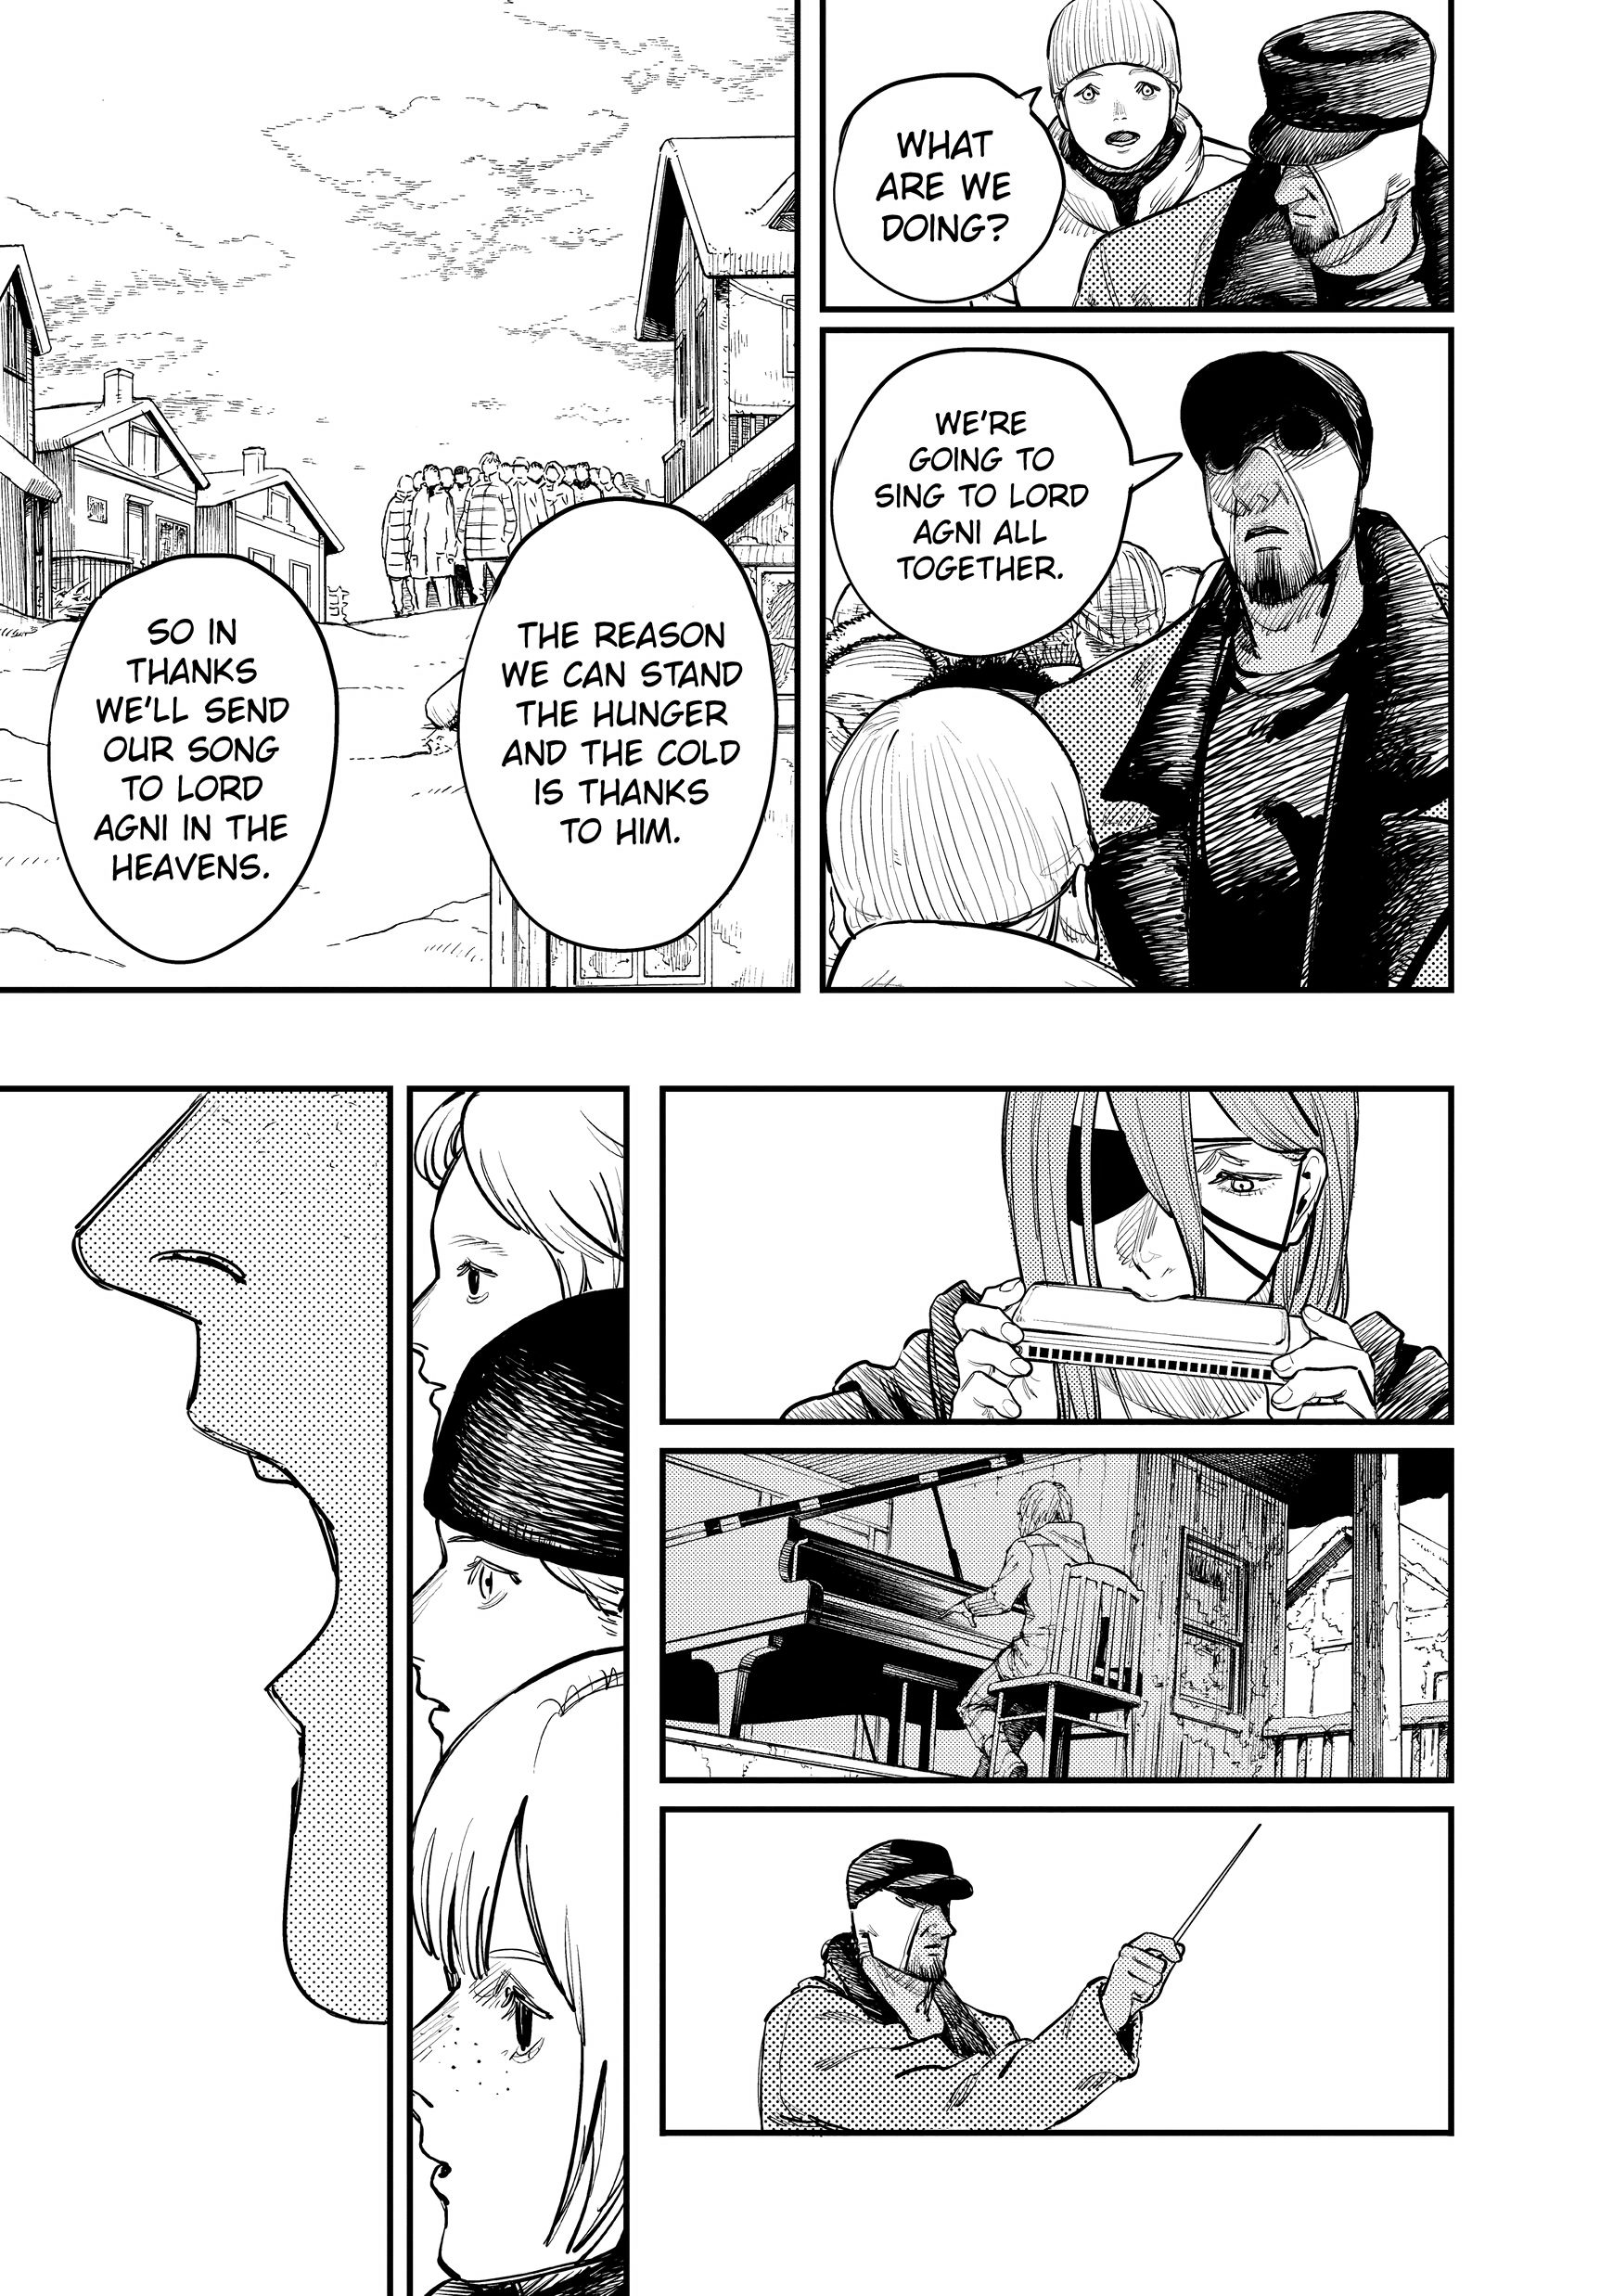 WHAT
ARE WE
DOING?
WE'RE
GOING TO
SING TO LORD
AGNI ALL
TOGETHER.
THE REASON
WE CAN STAND
THE HUNGER
AND THE COLD
IS THANKS
TO HIM.
SO IN
THANKS
WE'LL SEND
OUR SONG
TO LORD
AGNI IN THE
HEAVENS.